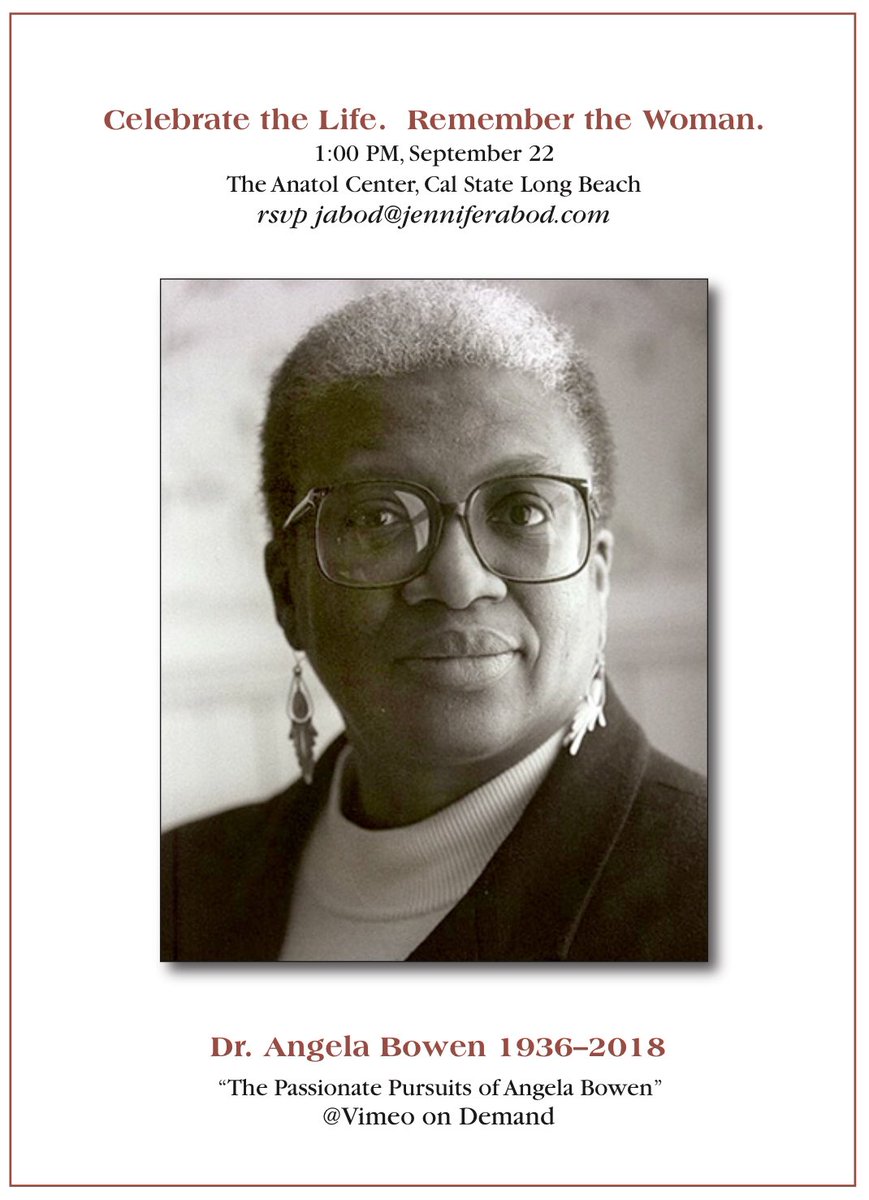 Celebrate the Life.  Remember the Woman.
1:00 PM, September 22
The Anatol Center, Cal State Long Beach
rsvp jabod@jenniferabod.com
Dr. Angela Bowen 1936–2018
“The Passionate Pursuits of Angela Bowen”
@Vimeo on Demand